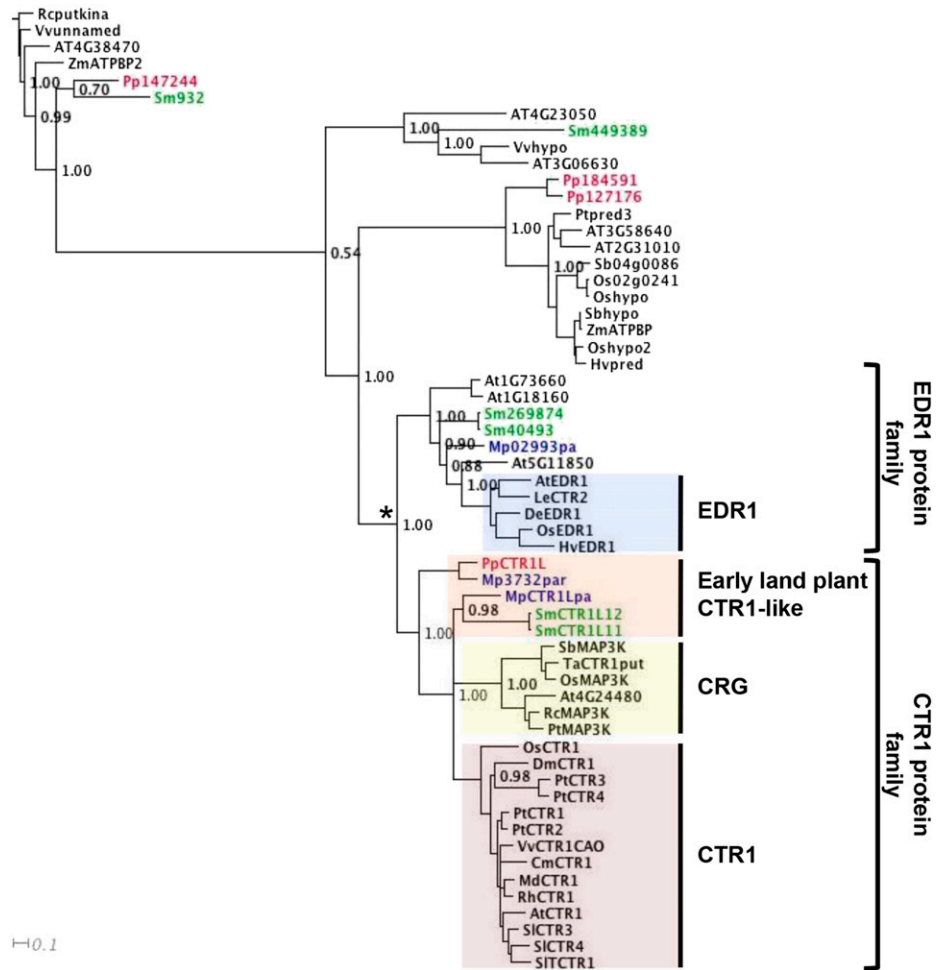 Rcputkina
Vvunnamed
AT4G38470
ZmATPBP2
1.00
0.70
Pp147244
Sm932
0.99
1.00
AT4G23050
1.00
Sm449389
1.00
Vvhypo
AT3G06630
Pp184591
Pp127176
Ptpred3
1.00
AT3G58640
AT2G31010
0.54
1.00
Sb04g0086
Os02g0241
Oshypo
Sbhypo
ZmATPBP
Oshypo2
Hvpred
1.00
At1G73660
At1G18160
1.00
Sm269874
Sm40493
0.90
Mp02993pa
0.88
At5G11850
1.00
AtEDR1
LeCTR2
DeEDR1
OsEDR1
HvEDR1
EDR1
EDR1 protein
family
*
1.00
PpCTR1L
Mp3732par
MpCTR1Lpa
0.98
SmCTR1L12
SmCTR1L11
Early land plant
CTR1-like
1.00
SbMAP3K
TaCTR1put
OsMAP3K
1.00
1.00
At4G24480
RcMAP3K
PtMAP3K
CRG
OsCTR1
DmCTR1
0.98
PtCTR3
PtCTR4
PtCTR1
PtCTR2
VvCTR1CAO
CmCTR1
MdCTR1
RhCTR1
AtCTR1
SlCTR3
SlCTR4
SlTCTR1
CTR1
CTR1 protein
family
0.1